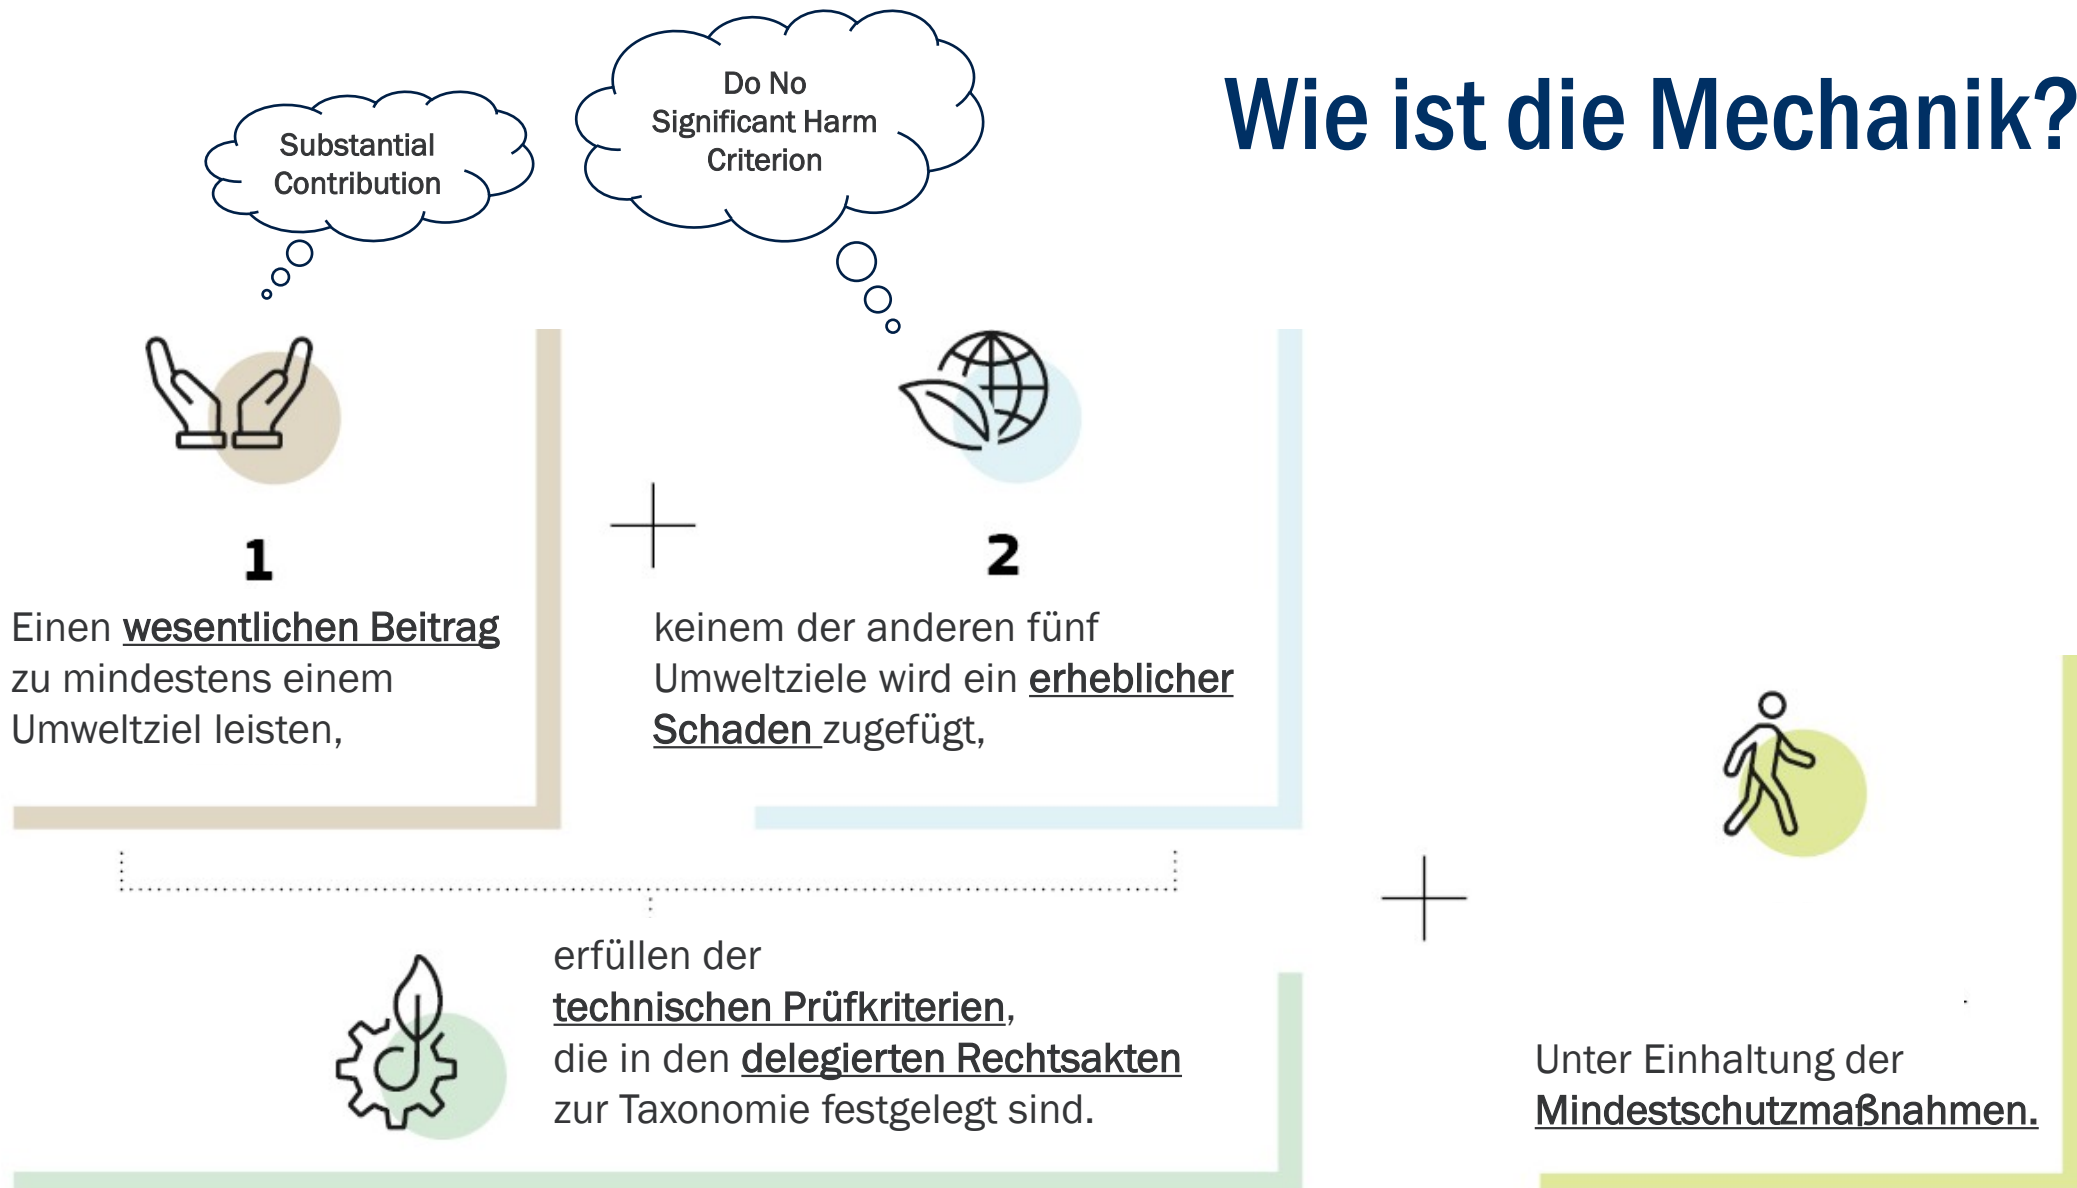 Wie ist die Mechanik?
Substantial
Contribution
Do No
Significant Harm
Criterion
1
Einen wesentlichen Beitrag
zu mindestens einem
Umweltziel leisten,
2
keinem der anderen fünf
Umweltziele wird ein erheblicher
Schaden zugefügt,
erfüllen der
technischen Prüfkriterien,
die in den delegierten Rechtsakten
zur Taxonomie festgelegt sind.
Unter Einhaltung der
Mindestschutzmaßnahmen.